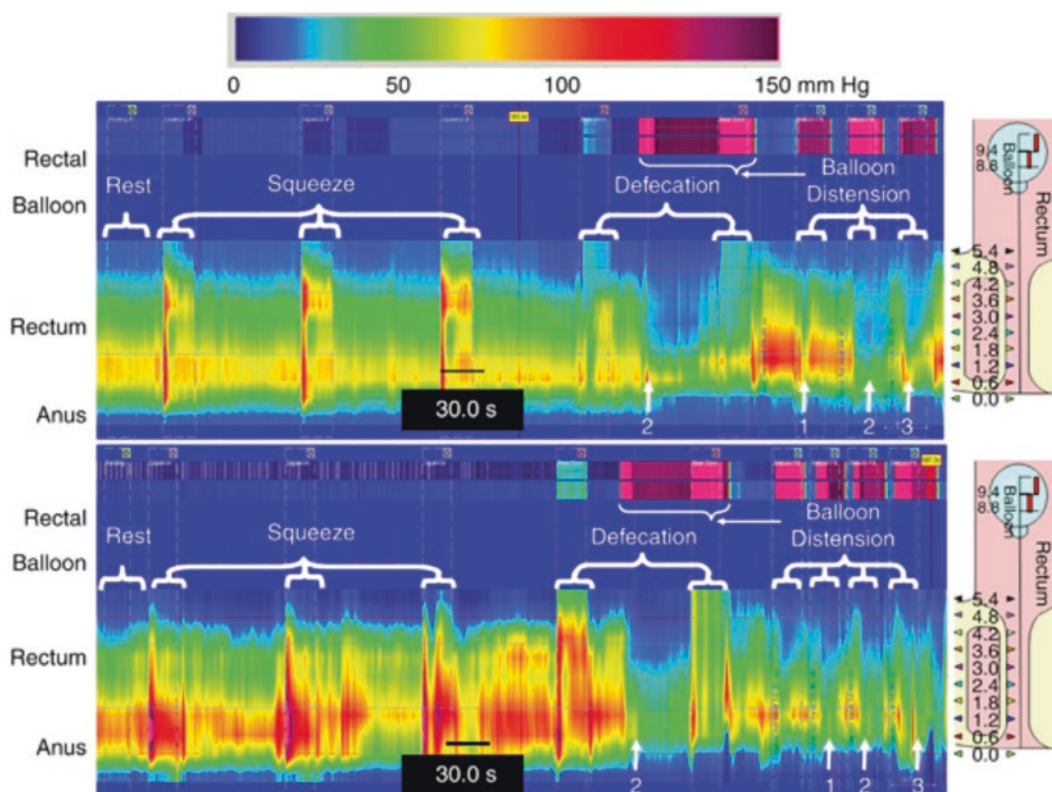 0 50 100 150 mm Hg
Rectal
Balloon
Rest
Squeeze
Defecation
Balloon
Distension
Rectum
Anus
30.0 s
2 1 2 3
9.4
8.6
Balloon
Rectum
5.4
4.8
4.2
3.6
3.0
2.4
1.8
1.2
0.6
0.0
Rectal
Balloon
Rest
Squeeze
Defecation
Balloon
Distension
Rectum
Anus
30.0 s
2 1 2 3
9.4
8.6
Balloon
Rectum
5.4
4.8
4.2
3.6
3.0
2.4
1.8
1.2
0.6
0.0